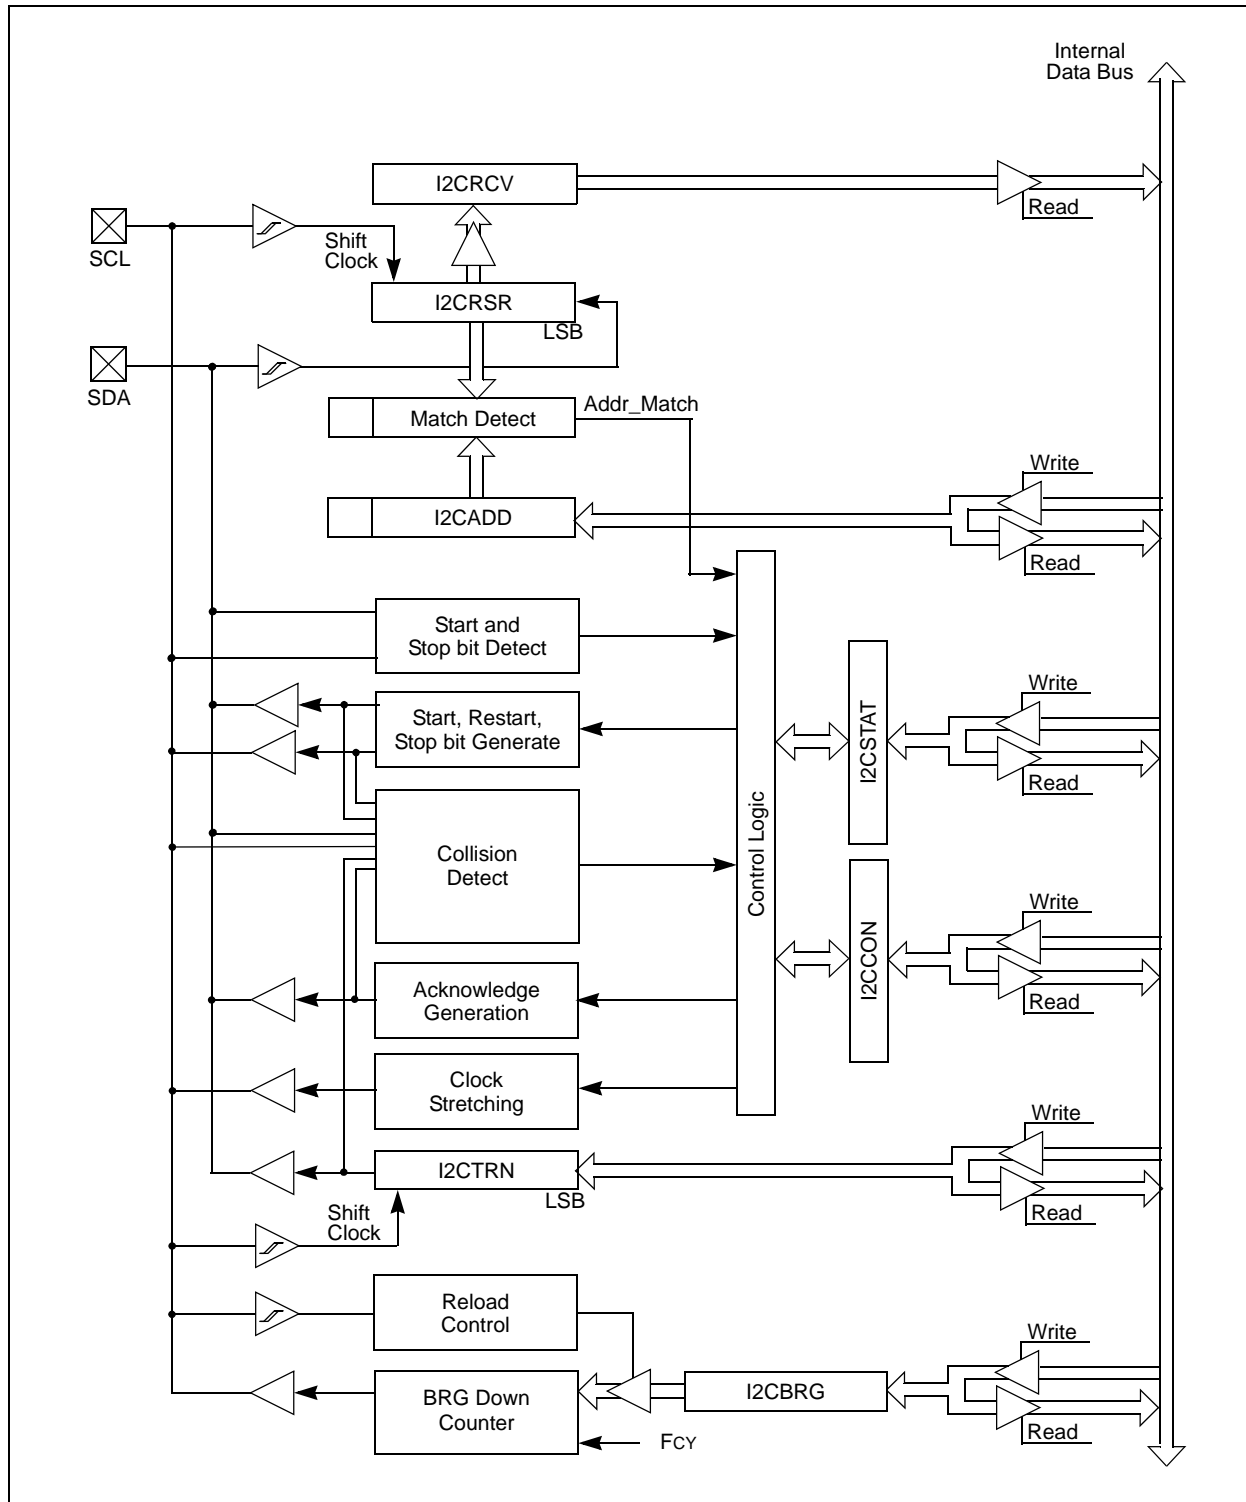 Internal
Data Bus
I2CRCV
Read
SCL
Shift
Clock
I2CRSR
LSB
SDA
Match Detect
Addr_Match
Write
I2CADD
Read
Start and
Stop bit Detect
Write
Start, Restart,
Stop bit Generate
I2CSTAT
Read
Control Logic
Collision
Detect
Write
I2CCON
Acknowledge
Generation
Read
Clock
Stretching
Write
I2CTRN
LSB
Read
Shift
Clock
Reload
Control
Write
I2CBRG
BRG Down
Counter
Read
FCY